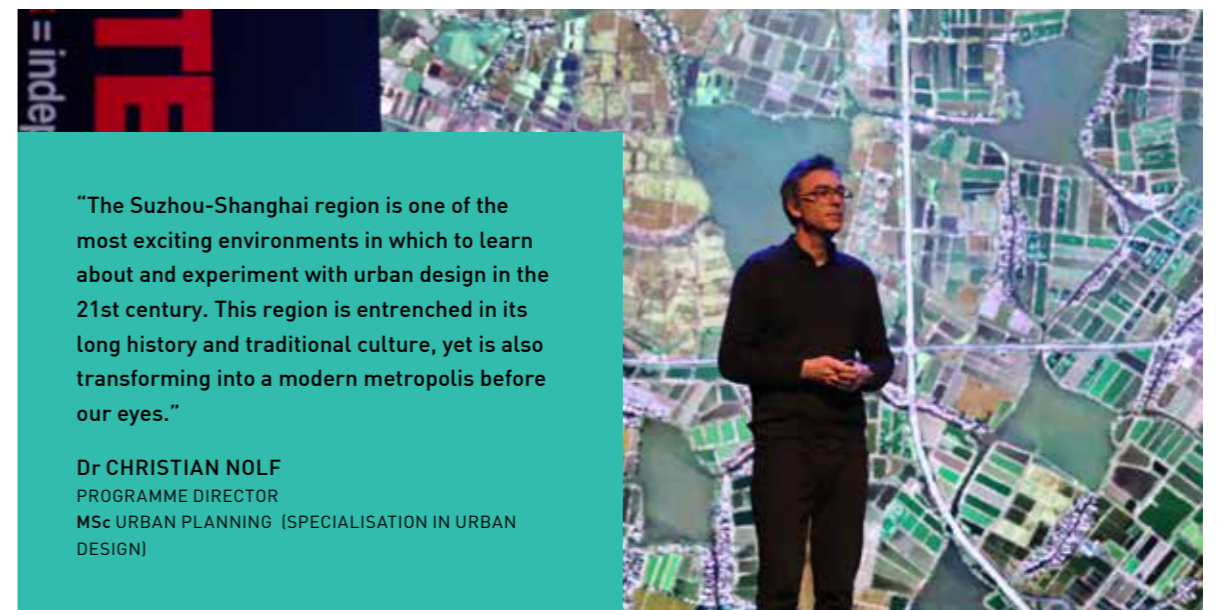 TE
= indep
“The Suzhou-Shanghai region is one of the
most exciting environments in which to learn
about and experiment with urban design in the
21st century. This region is entrenched in its
long history and traditional culture, yet is also
transforming into a modern metropolis before
our eyes.”
Dr CHRISTIAN NOLF
PROGRAMME DIRECTOR
MSc URBAN PLANNING (SPECIALISATION IN URBAN
DESIGN)